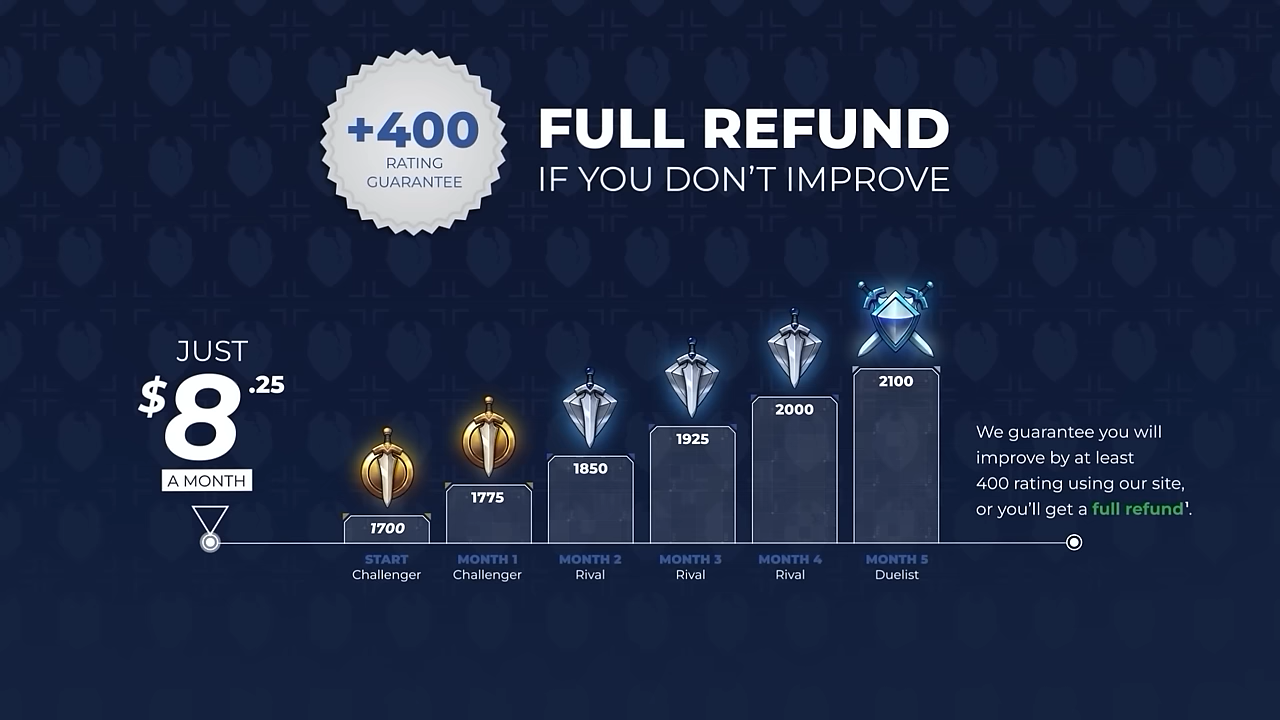 +400
RATING
GUARANTEE
FULL REFUND
IF YOU DON'T IMPROVE
JUST
$8.25
A MONTH
1700
1775
1850
1925
2000
2100
START
Challenger
MONTH 1
Challenger
MONTH 2
Rival
MONTH 3
Rival
MONTH 4
Rival
MONTH 5
Duelist
We guarantee you will
improve by at least
400 rating using our site,
or you'll get a full refund¹.